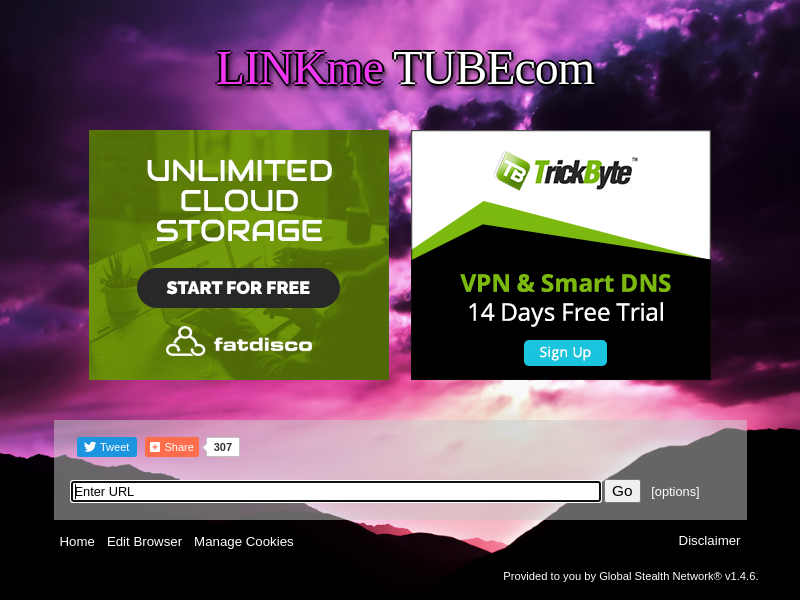 LINKme TUBEcom
UNLIMITED
CLOUD
STORAGE
START FOR FREE
fatdisco
TB TrickByte™
VPN & Smart DNS
14 Days Free Trial
Sign Up
Tweet
Share
307
Enter URL
Go
[options]
Home
Edit Browser
Manage Cookies
Disclaimer
Provided to you by Global Stealth Network® v1.4.6.